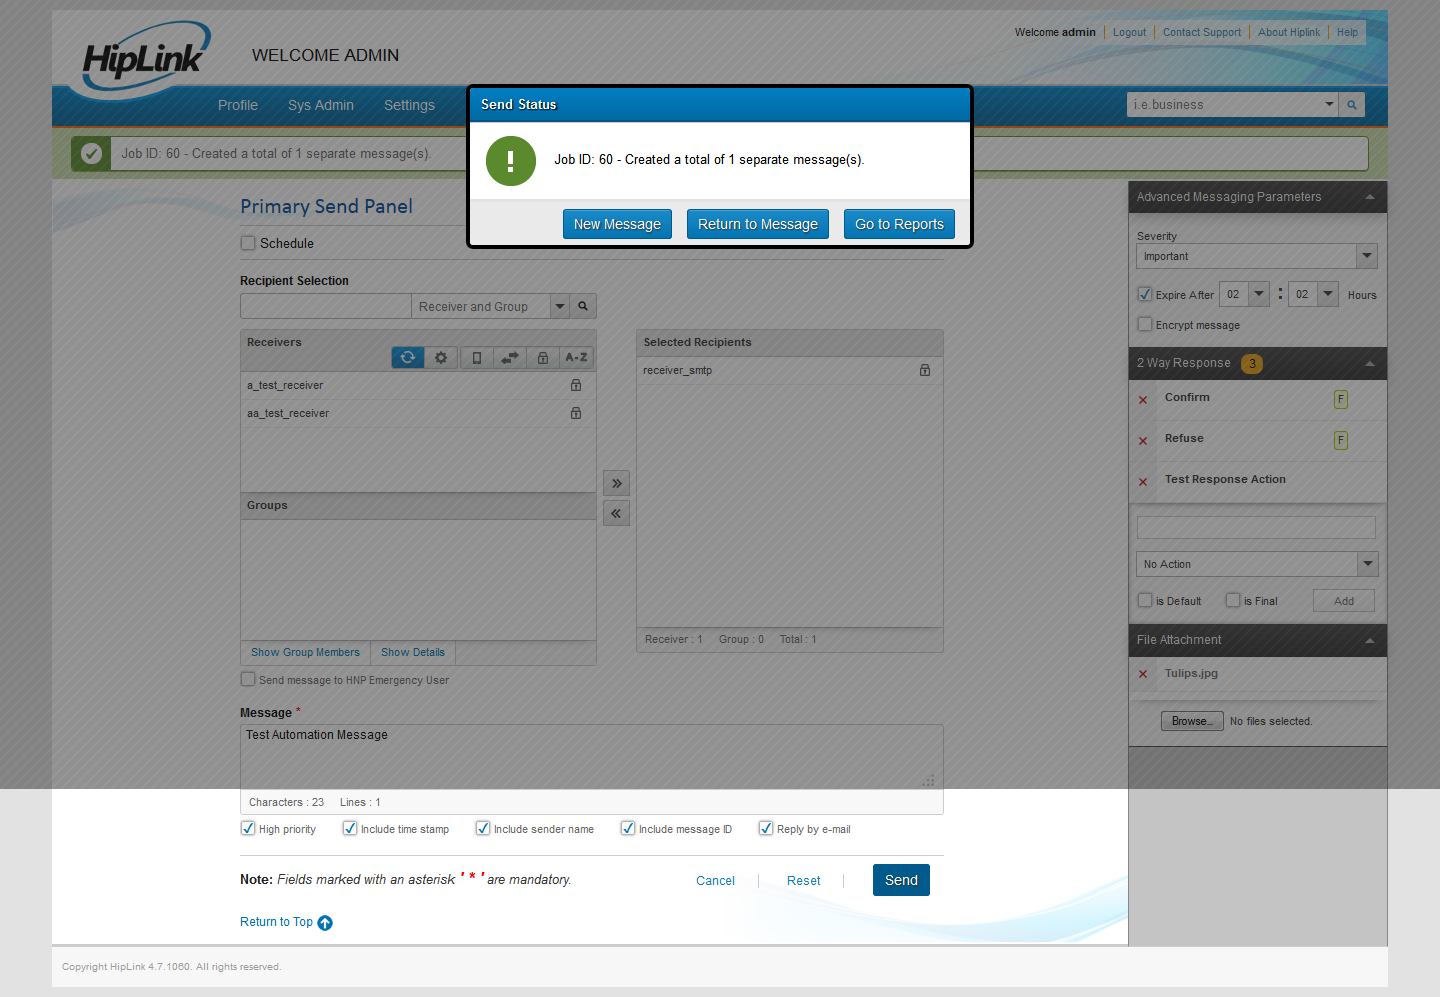 HipLink
WELCOME ADMIN
Welcome admin
Logout
Contact Support
About Hiplink
Help
Profile
Sys Admin
Settings
i.e.business
Send Status
Job ID: 60 - Created a total of 1 separate message(s).
Job ID: 60 - Created a total of 1 separate message(s).
New Message
Return to Message
Go to Reports
Primary Send Panel
Schedule
Recipient Selection
Receiver and Group
Receivers
A-Z
a_test_receiver
aa_test_receiver
Groups
Show Group Members
Show Details
Selected Recipients
receiver_smtp
Receiver : 1
Group : 0
Total : 1
Send message to HNP Emergency User
Message *
Test Automation Message
Characters : 23
Lines : 1
High priority
Include time stamp
Include sender name
Include message ID
Reply by e-mail
Note: Fields marked with an asterisk ' * ' are mandatory.
Cancel
Reset
Send
Return to Top
Advanced Messaging Parameters
Severity
Important
Expire After
02
:
02
Hours
Encrypt message
2 Way Response
3
Confirm
F
Refuse
F
Test Response Action
No Action
is Default
is Final
Add
File Attachment
Tulips.jpg
Browse...
No files selected.
Copyright HipLink 4.7.1060. All rights reserved.